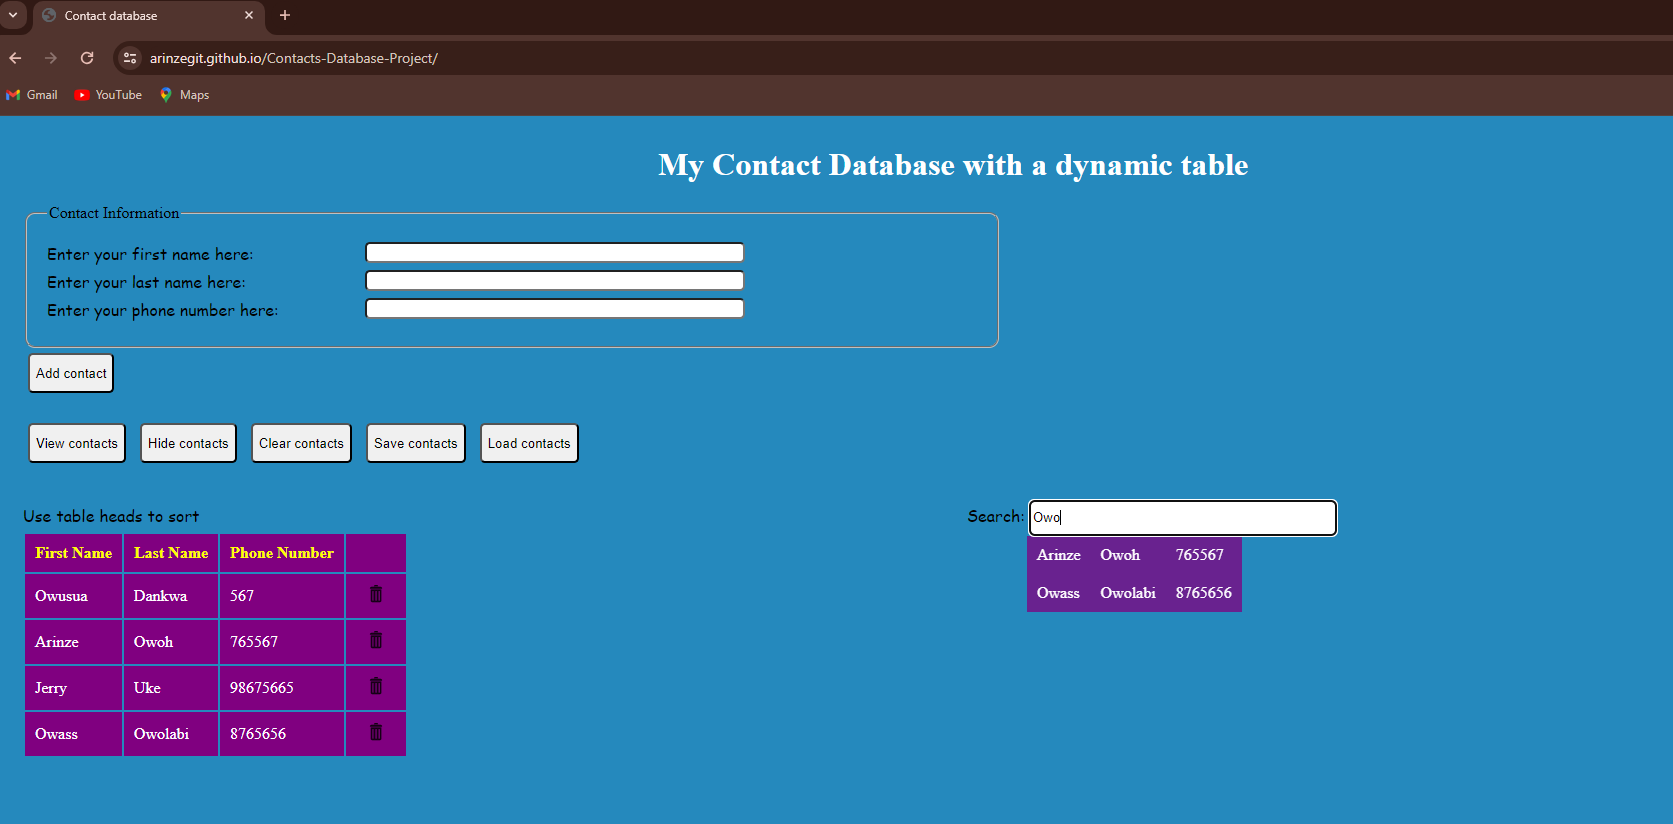 Contact database
arinzegit.github.io/Contacts-Database-Project/
Gmail YouTube Maps
My Contact Database with a dynamic table
Contact Information
Enter your first name here:
Enter your last name here:
Enter your phone number here:
Add contact
View contacts Hide contacts Clear contacts Save contacts Load contacts
Use table heads to sort
First Name Last Name Phone Number
Owusua Dankwa 567
Arinze Owoh 765567
Jerry Uke 98675665
Owass Owolabi 8765656
Search: Owo
Arinze Owoh 765567
Owass Owolabi 8765656